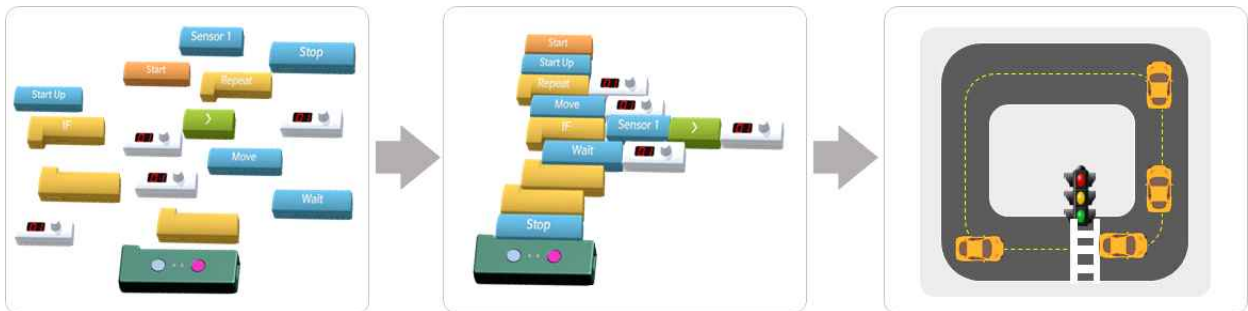 Sensor 1
Stop
Start
Repeat
Start Up
IF
>
Move
Wait
Start
Start Up
Repeat
Move
IF Sensor 1 >
Wait
Stop